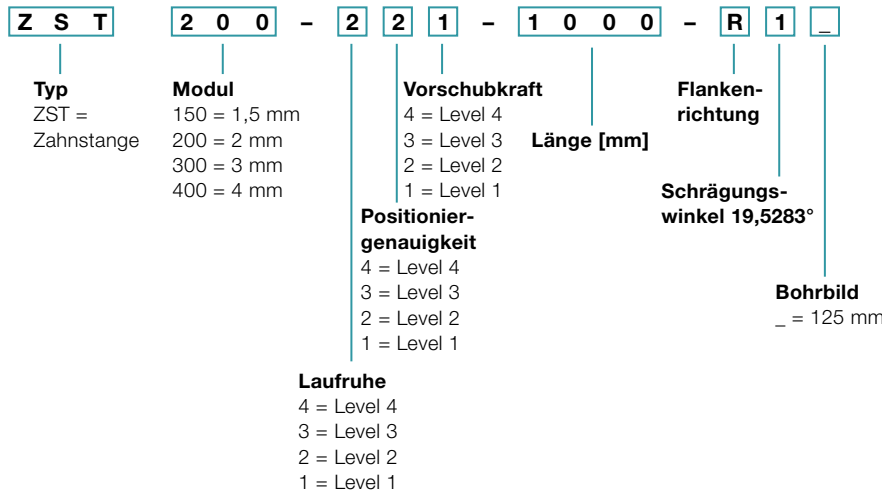 Z S T 2 0 0 – 2 2 1 – 1 0 0 0 – R 1 _
Typ
ZST =
Zahnstange
Modul
150 = 1,5 mm
200 = 2 mm
300 = 3 mm
400 = 4 mm
Vorschubkraft
4 = Level 4
3 = Level 3
2 = Level 2
1 = Level 1
Länge [mm]
Flanken-
richtung
Positionier-
genauigkeit
4 = Level 4
3 = Level 3
2 = Level 2
1 = Level 1
Schrägungs-
winkel 19,5283°
Bohrbild
_ = 125 mm
Laufruhe
4 = Level 4
3 = Level 3
2 = Level 2
1 = Level 1